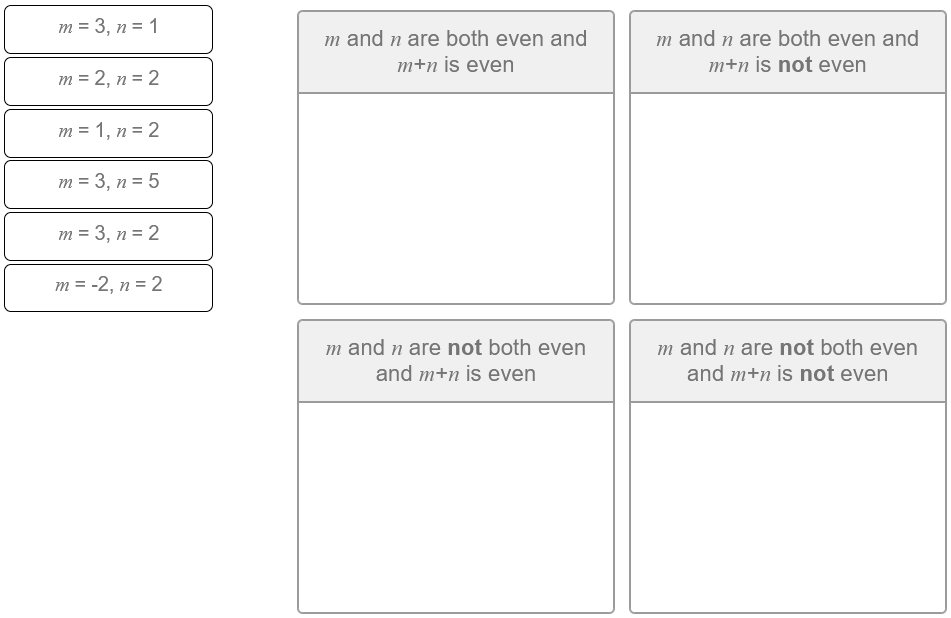 m = 3, n = 1
m = 2, n = 2
m = 1, n = 2
m = 3, n = 5
m = 3, n = 2
m = -2, n = 2
m and n are both even and
m+n is even
m and n are both even and
m+n is not even
m and n are not both even
and m+n is even
m and n are not both even
and m+n is not even